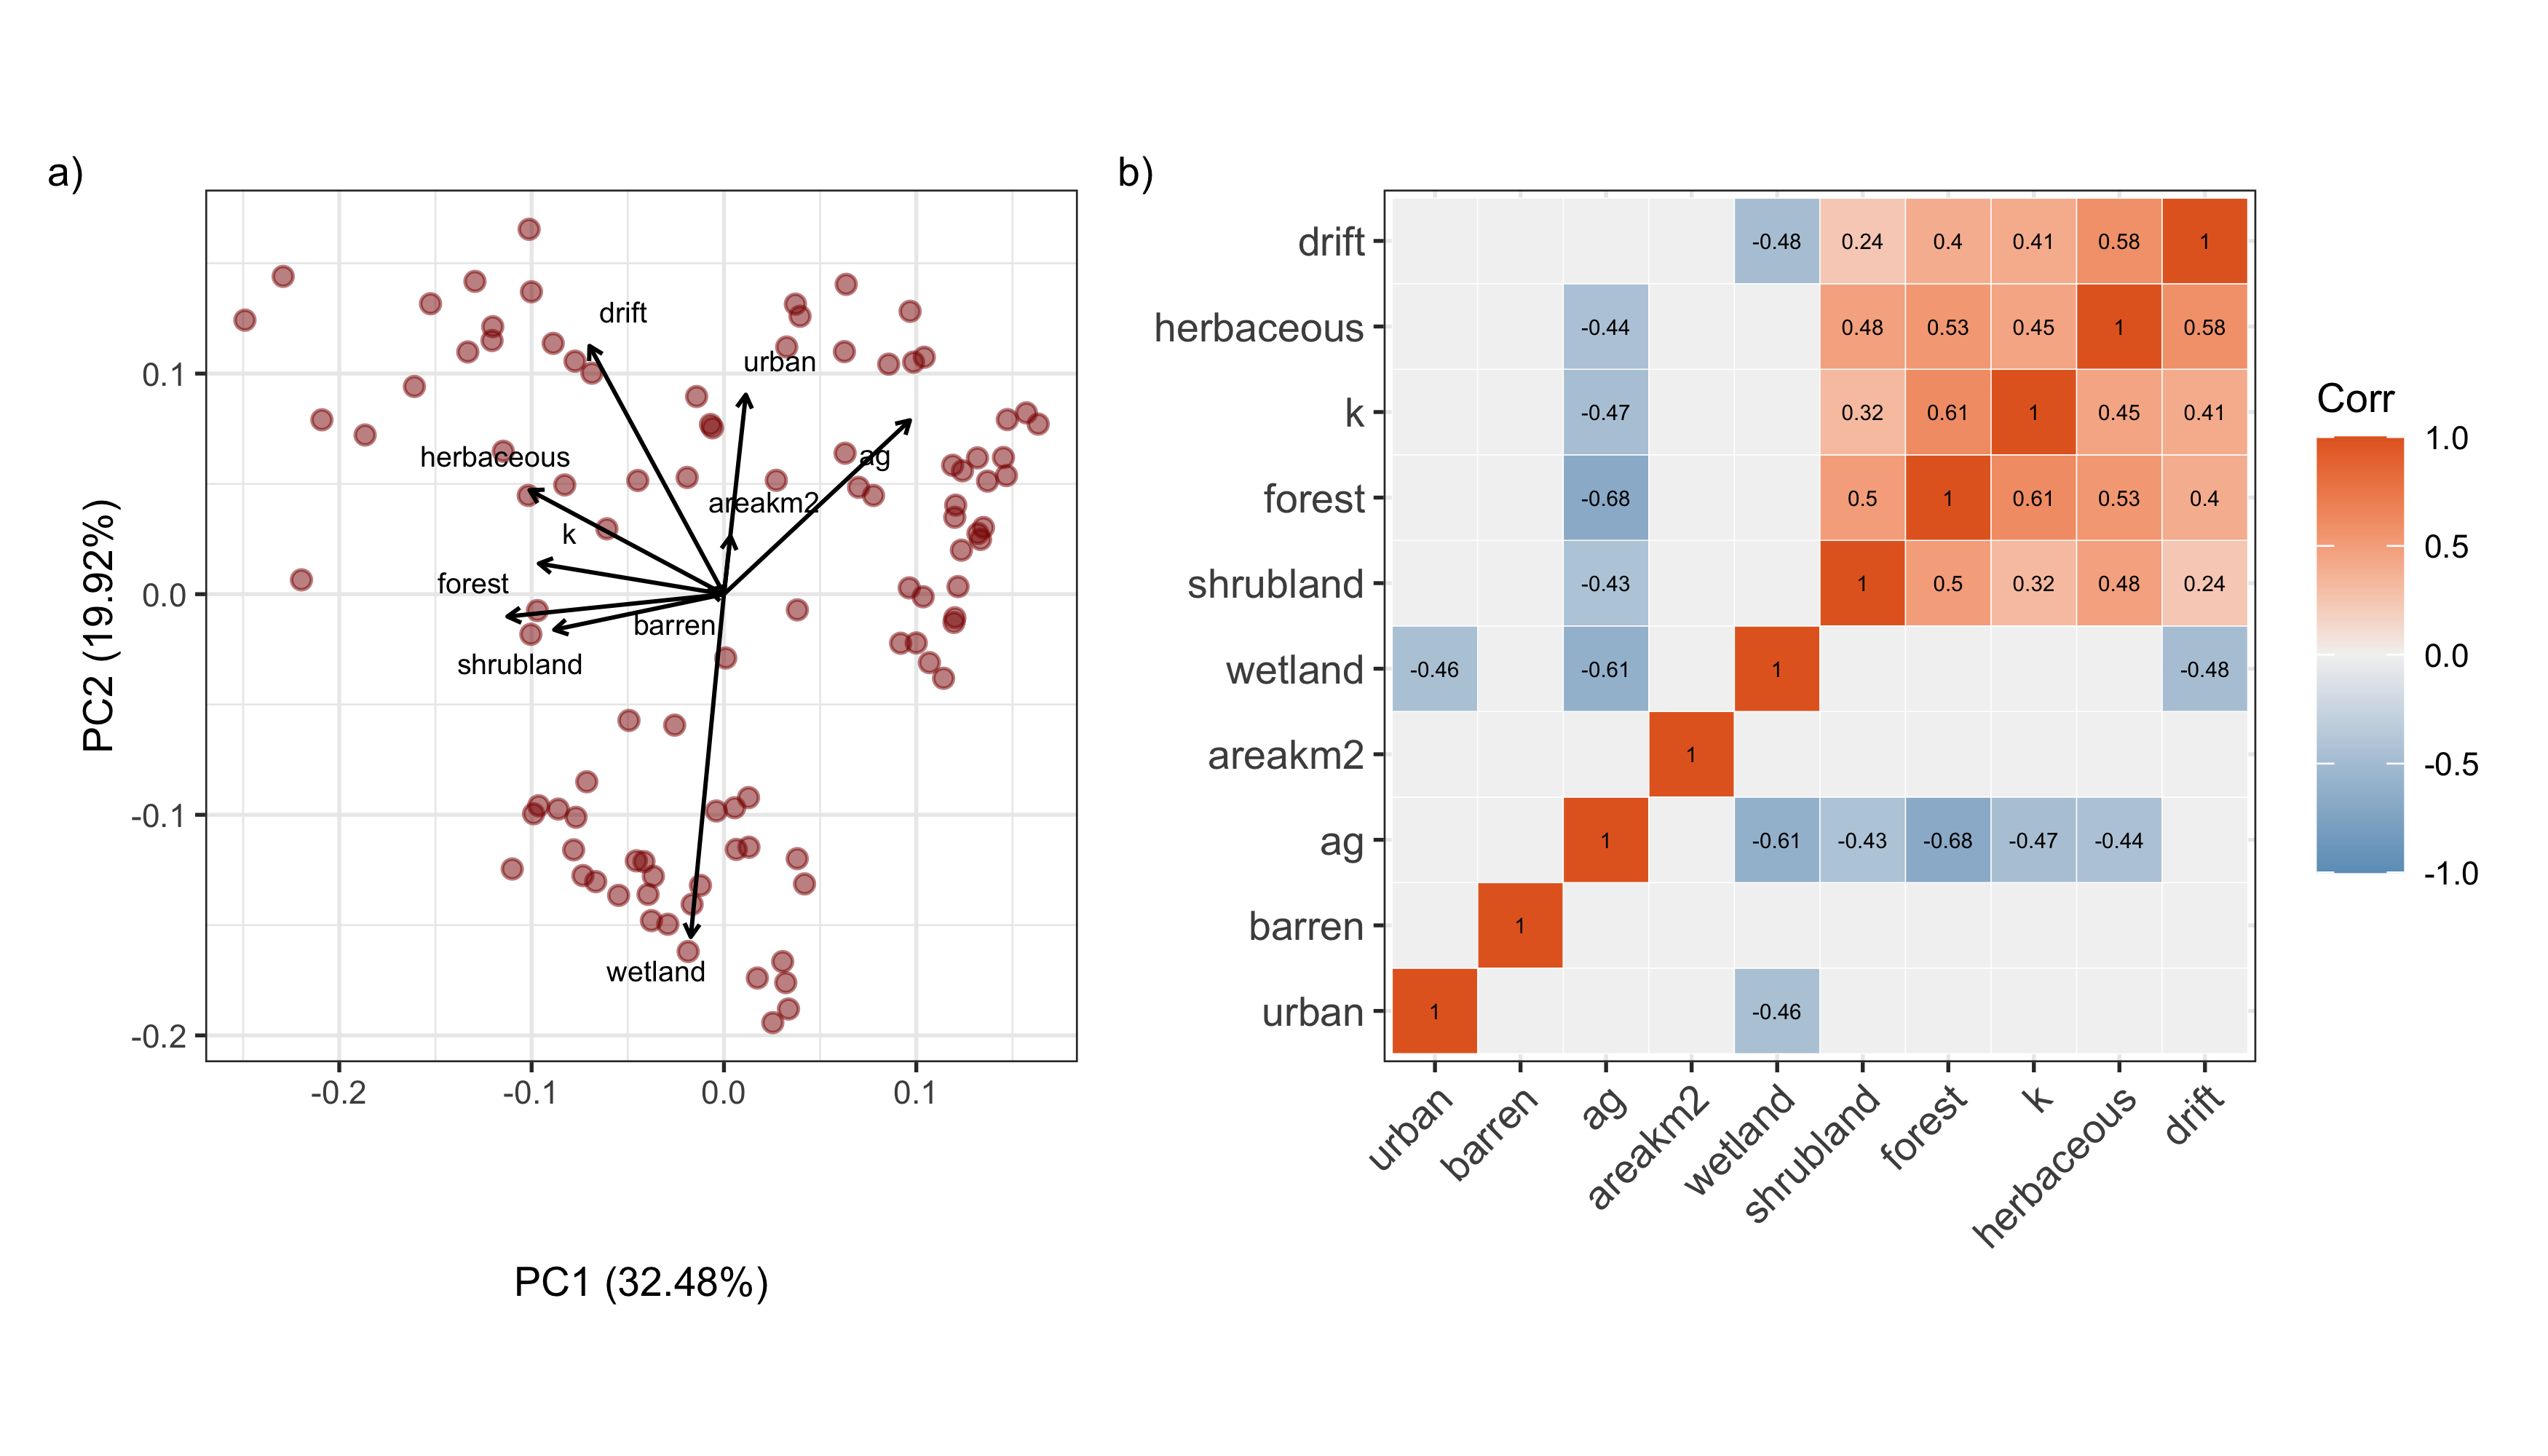 a)
PC2 (19.92%)
0.1
0.0
-0.1
-0.2
drift
urban
herbaceous
ag
areakm2
k
forest
barren
shrubland
wetland
-0.2 -0.1 0.0 0.1
PC1 (32.48%)
b)
drift -0.48 0.24 0.4 0.41 0.58 1
herbaceous -0.44 0.48 0.53 0.45 1 0.58
k -0.47 0.32 0.61 1 0.45 0.41
forest -0.68 0.5 1 0.61 0.53 0.4
shrubland -0.43 1 0.5 0.32 0.48 0.24
wetland -0.46 -0.61 1 -0.48
areakm2 1
ag 1 -0.61 -0.43 -0.68 -0.47 -0.44
barren 1
urban 1 -0.46
urban barren ag areakm2 wetland shrubland forest k herbaceous drift
Corr
1.0
0.5
0.0
-0.5
-1.0